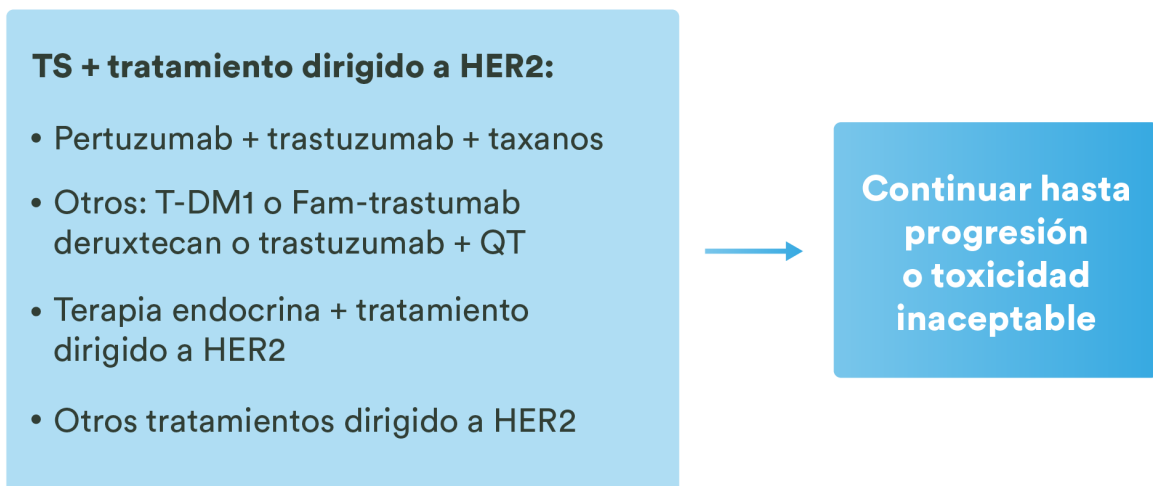 TS + tratamiento dirigido a HER2:
• Pertuzumab + trastuzumab + taxanos
• Otros: T-DM1 o Fam-trastumab
deruxtecan o trastuzumab + QT
• Terapia endocrina + tratamiento
dirigido a HER2
• Otros tratamientos dirigido a HER2
Continuar hasta
progresión
o toxicidad
inaceptable